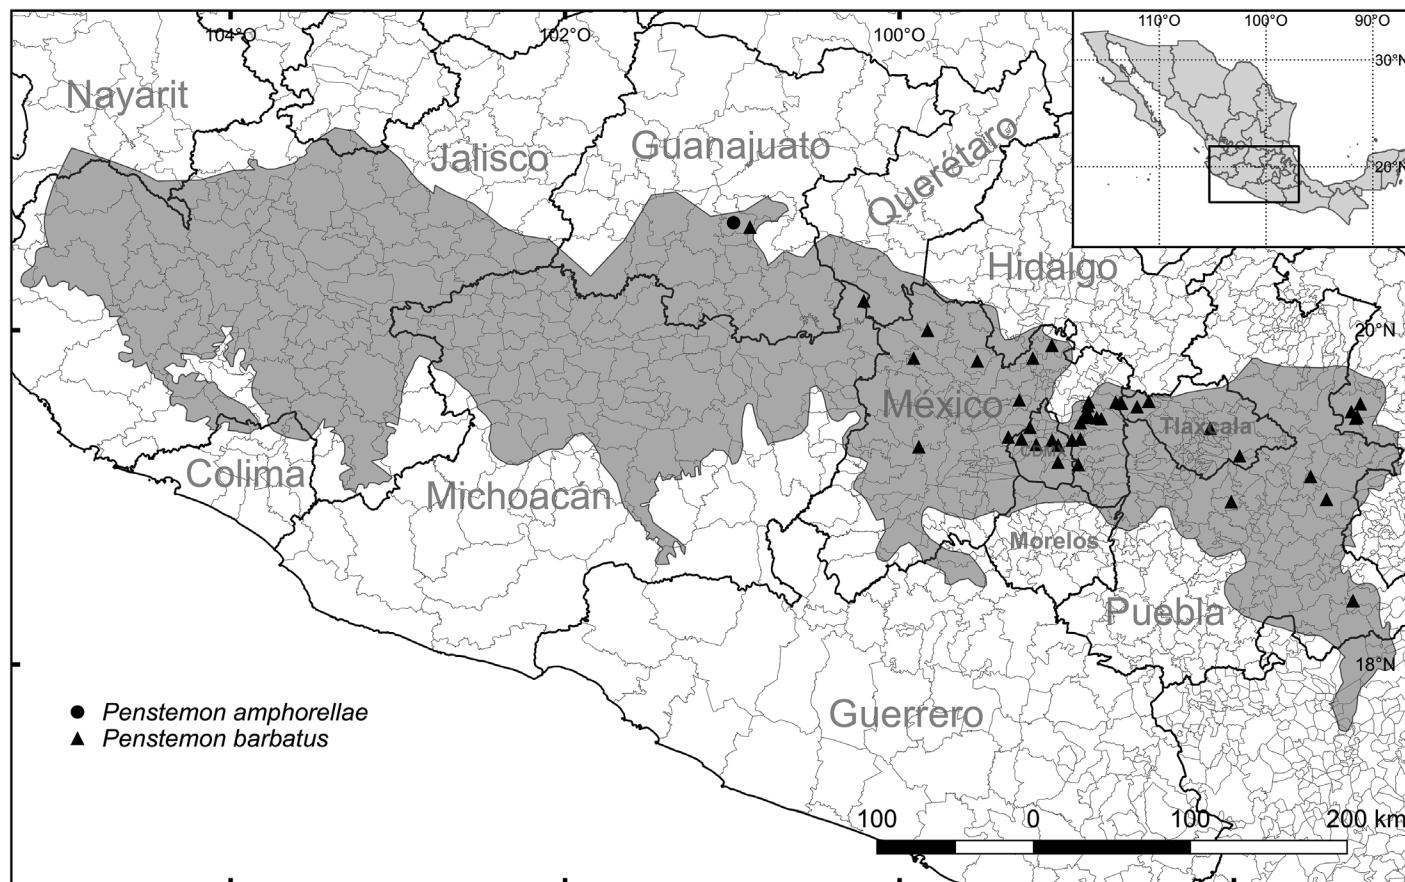 104°O
102°O
100°O
110°O
100°O
90°O
30°N
20°N
Nayarit
Jalisco
Guanajuato
Querétaro
Hidalgo
20°N
México
Tlaxcala
Colima
Michoacán
Morelos
Puebla
18°N
Guerrero
Penstemon amphorellae
Penstemon barbatus
100
0
100
200 km